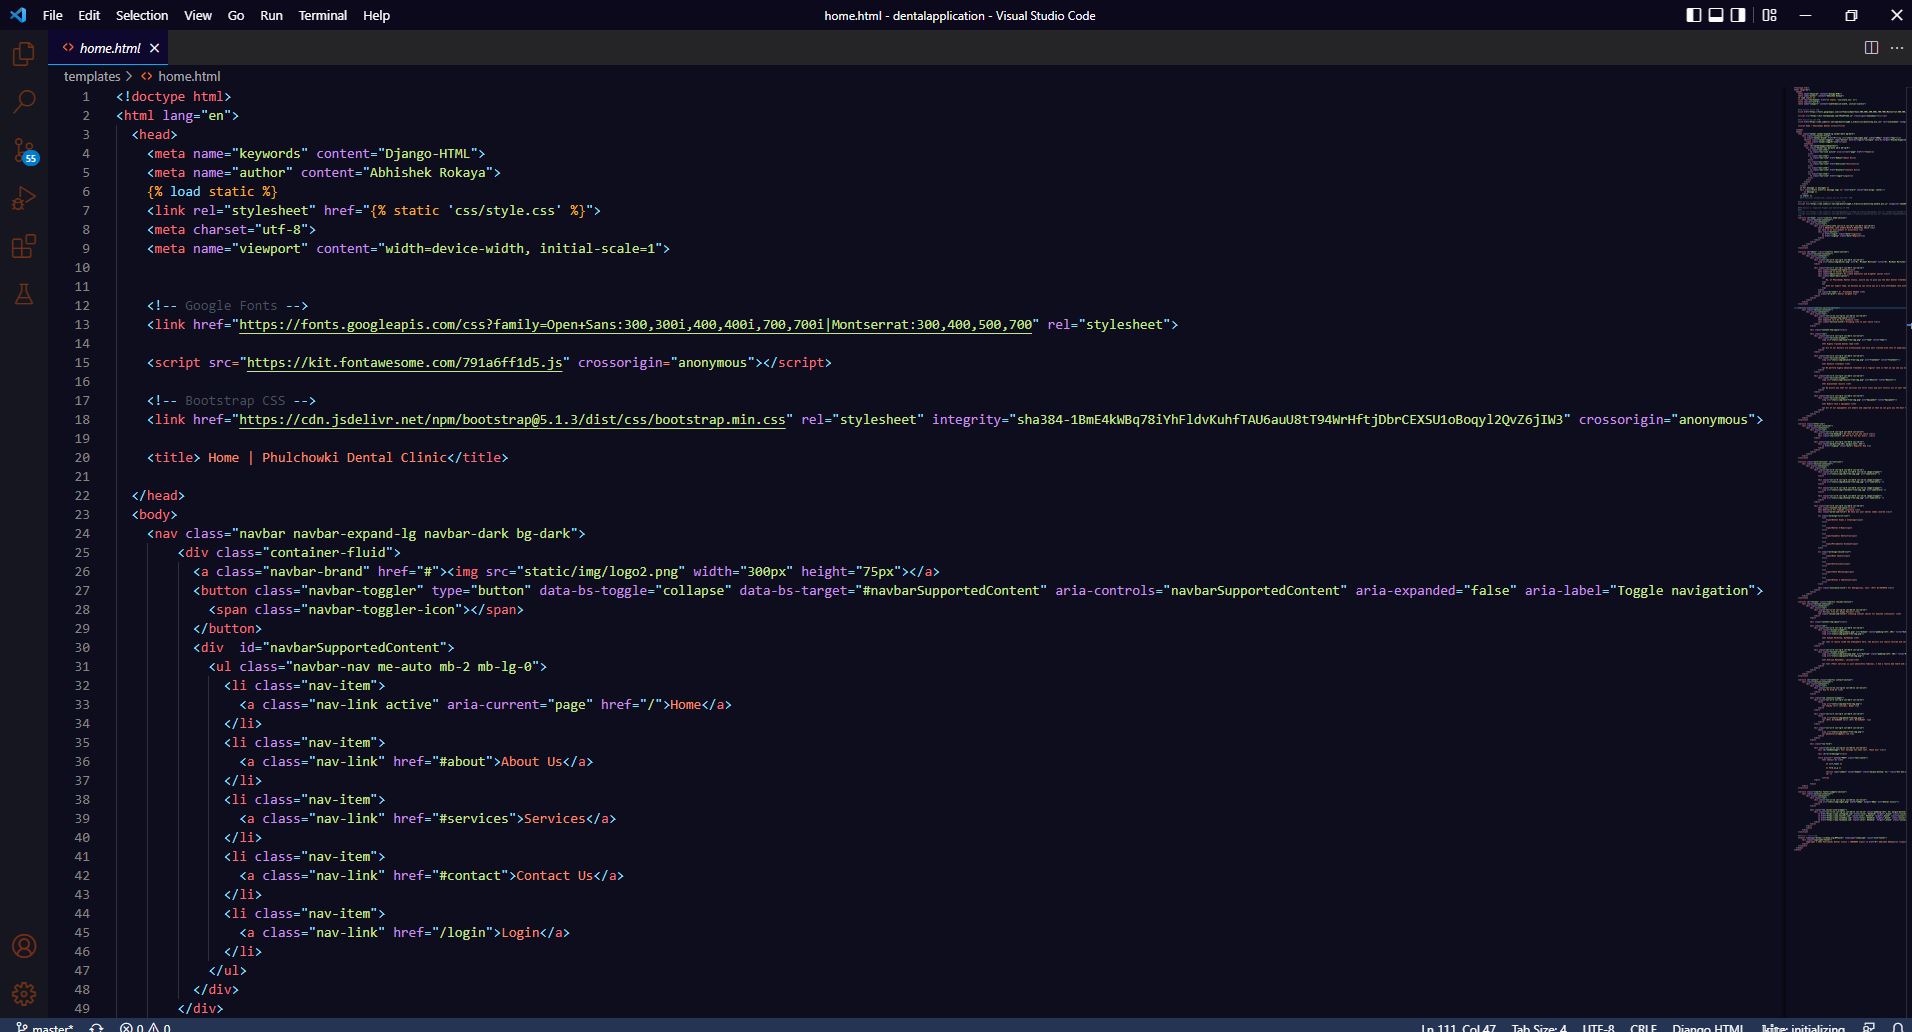 File Edit Selection View Go Run Terminal Help
home.html - dentalapplication - Visual Studio Code
<> home.html ×
templates > <> home.html
55
1 <!doctype html>
2 <html lang="en">
3 <head>
4 <meta name="keywords" content="Django-HTML">
5 <meta name="author" content="Abhishek Rokaya">
6 {% load static %}
7 <link rel="stylesheet" href="{% static 'css/style.css' %}">
8 <meta charset="utf-8">
9 <meta name="viewport" content="width=device-width, initial-scale=1">
10
11
12 <!-- Google Fonts -->
13 <link href="https://fonts.googleapis.com/css?family=Open+Sans:300,300i,400,400i,700,700i|Montserrat:300,400,500,700" rel="stylesheet">
14
15 <script src="https://kit.fontawesome.com/791a6ff1d5.js" crossorigin="anonymous"></script>
16
17 <!-- Bootstrap CSS -->
18 <link href="https://cdn.jsdelivr.net/npm/bootstrap@5.1.3/dist/css/bootstrap.min.css" rel="stylesheet" integrity="sha384-1BmE4kWBq78iYhFldvKuhfTAU6auU8tT94WrHftjDbrCEXSU1oBoqyl2QvZ6jIW3" crossorigin="anonymous">
19
20 <title> Home | Phulchowki Dental Clinic</title>
21
22 </head>
23 <body>
24 <nav class="navbar navbar-expand-lg navbar-dark bg-dark">
25 <div class="container-fluid">
26 <a class="navbar-brand" href="#"><img src="static/img/logo2.png" width="300px" height="75px"></a>
27 <button class="navbar-toggler" type="button" data-bs-toggle="collapse" data-bs-target="#navbarSupportedContent" aria-controls="navbarSupportedContent" aria-expanded="false" aria-label="Toggle navigation">
28 <span class="navbar-toggler-icon"></span>
29 </button>
30 <div  id="navbarSupportedContent">
31 <ul class="navbar-nav me-auto mb-2 mb-lg-0">
32 <li class="nav-item">
33 <a class="nav-link active" aria-current="page" href="/">Home</a>
34 </li>
35 <li class="nav-item">
36 <a class="nav-link" href="#about">About Us</a>
37 </li>
38 <li class="nav-item">
39 <a class="nav-link" href="#services">Services</a>
40 </li>
41 <li class="nav-item">
42 <a class="nav-link" href="#contact">Contact Us</a>
43 </li>
44 <li class="nav-item">
45 <a class="nav-link" href="/login">Login</a>
46 </li>
47 </ul>
48 </div>
49 </div>
master* 0 0 Ln 111, Col 47 Tab Size: 4 UTF-8 CRLF Django HTML kite: initializing